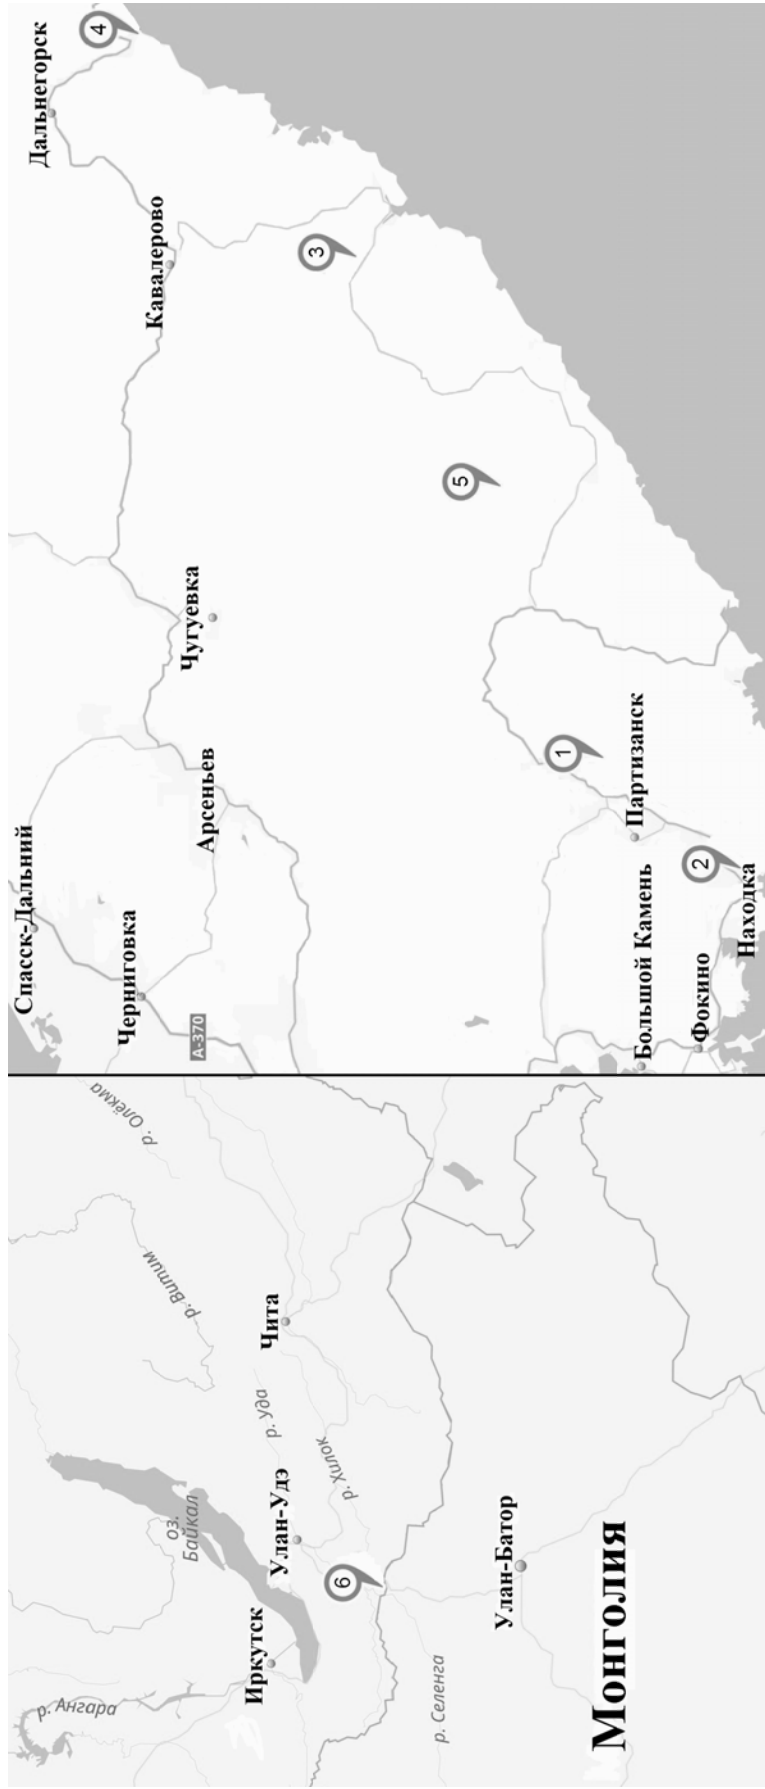 р. Ангара
Иркутск
оз.
Байкал
Улан-Удэ
р. Уда
р. Хилок
р. Витим
Чита
р. Олёкма
6
р. Селенга
Улан-Батор
Монголия
Спасск-Дальний
Черниговка
А-370
Арсеньев
Чугуевка
Кавалерово
Дальнегорск
4
3
5
1
Партизанск
2
Большой Камень
Фокино
Находка